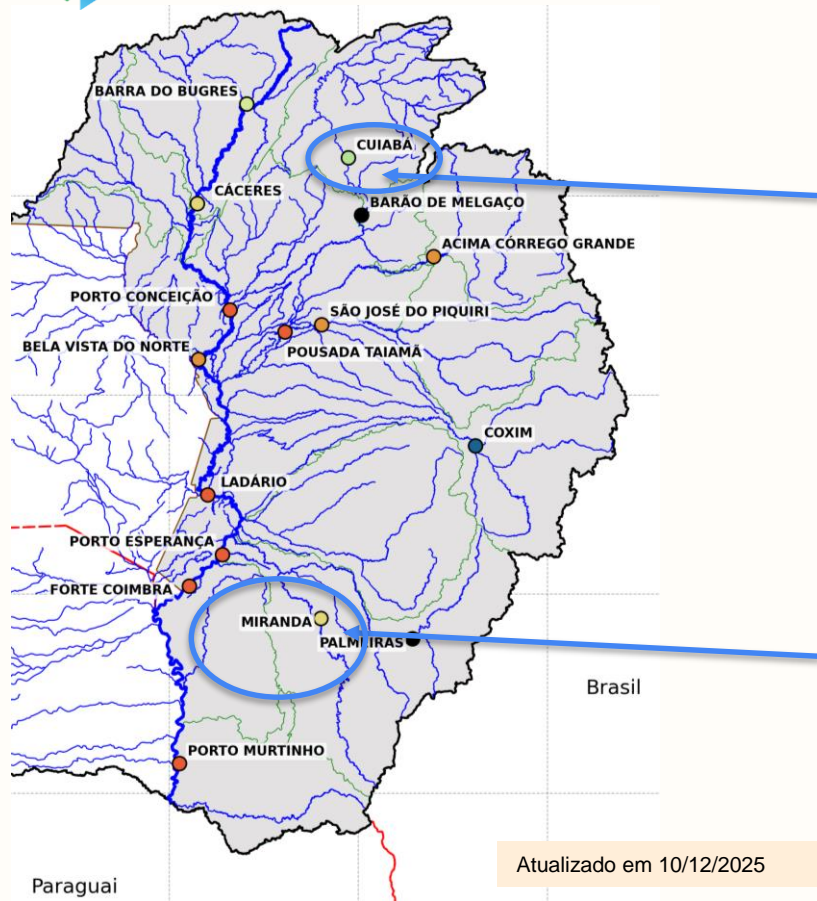 BARRA DO BUGRES
CUIABÁ
CÁCERES
BARÃO DE MELGAÇO
ACIMA CÓRREGO GRANDE
PORTO CONCEIÇÃO
SÃO JOSÉ DO PIQUIRI
BELA VISTA DO NORTE
POUSADA TAIAMÃ
COXIM
LADÁRIO
PORTO ESPERANÇA
FORTE COIMBRA
MIRANDA
PALMEIRAS
Brasil
PORTO MURTINHO
Atualizado em 10/12/2025
Paraguai